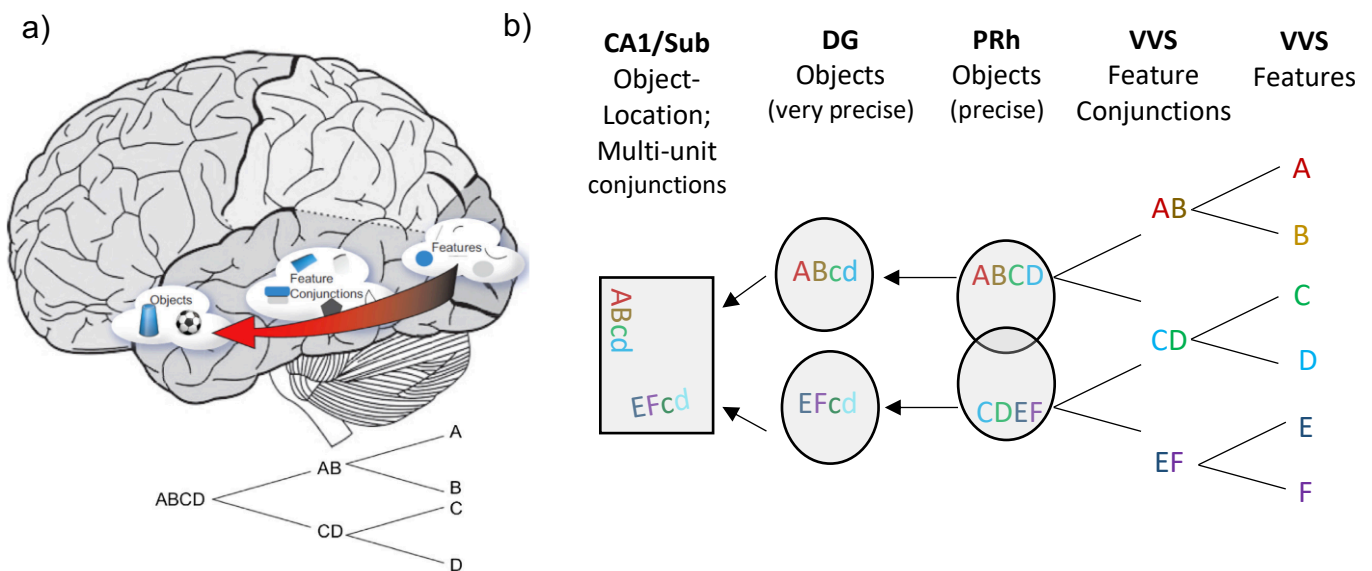 a)
Features
Feature
Conjunctions
Objects
A
AB
B
ABCD
C
CD
D
b)
CA1/Sub
Object-
Location;
Multi-unit
conjunctions
DG
Objects
(very precise)
PRh
Objects
(precise)
VVS
Feature
Conjunctions
VVS
Features
ABcd
EFcd
ABcd
EFcd
ABCD
CDEF
AB
CD
EF
A
B
C
D
E
F